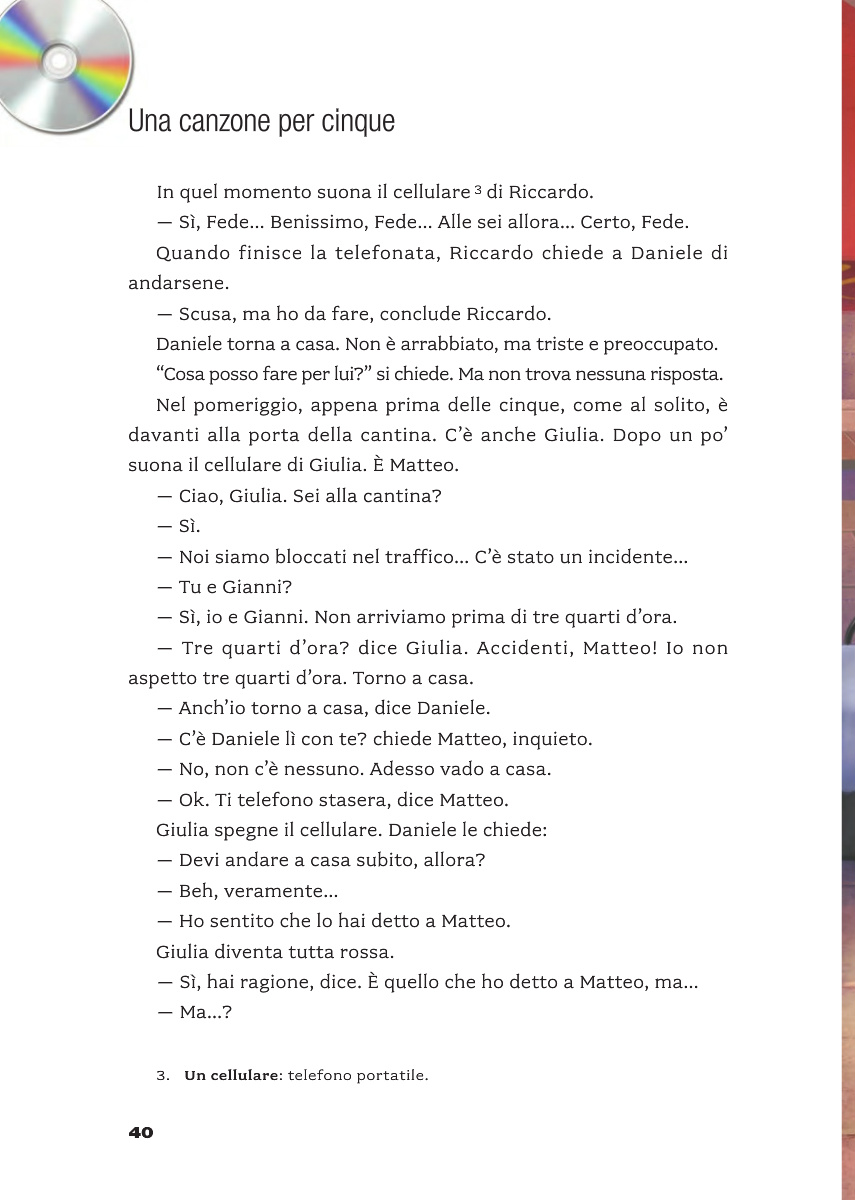 Una canzone per cinque
In quel momento suona il cellulare 3 di Riccardo.
— Sì, Fede... Benissimo, Fede... Alle sei allora... Certo, Fede.
Quando finisce la telefonata, Riccardo chiede a Daniele di
andarsene.
— Scusa, ma ho da fare, conclude Riccardo.
Daniele torna a casa. Non è arrabbiato, ma triste e preoccupato.
“Cosa posso fare per lui?” si chiede. Ma non trova nessuna risposta.
Nel pomeriggio, appena prima delle cinque, come al solito, è
davanti alla porta della cantina. C’è anche Giulia. Dopo un po’
suona il cellulare di Giulia. È Matteo.
— Ciao, Giulia. Sei alla cantina?
— Sì.
— Noi siamo bloccati nel traffico... C’è stato un incidente...
— Tu e Gianni?
— Sì, io e Gianni. Non arriviamo prima di tre quarti d’ora.
— Tre quarti d’ora? dice Giulia. Accidenti, Matteo! Io non
aspetto tre quarti d’ora. Torno a casa.
— Anch’io torno a casa, dice Daniele.
— C’è Daniele lì con te? chiede Matteo, inquieto.
— No, non c’è nessuno. Adesso vado a casa.
— Ok. Ti telefono stasera, dice Matteo.
Giulia spegne il cellulare. Daniele le chiede:
— Devi andare a casa subito, allora?
— Beh, veramente...
— Ho sentito che lo hai detto a Matteo.
Giulia diventa tutta rossa.
— Sì, hai ragione, dice. È quello che ho detto a Matteo, ma...
— Ma...?
3. Un cellulare: telefono portatile.
40